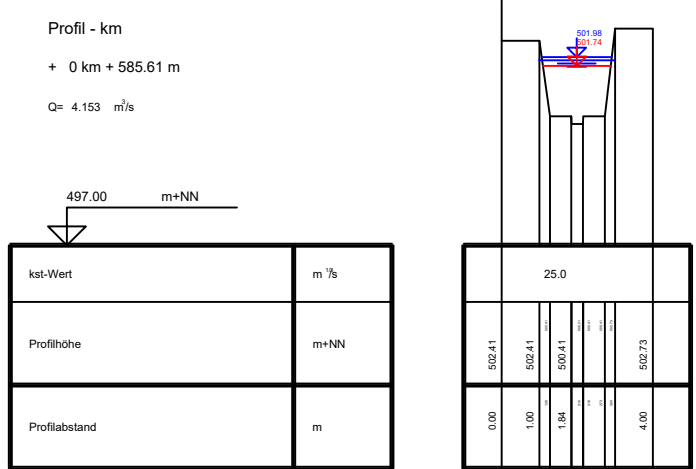 Profil - km
+ 0 km + 585.61 m
Q= 4.153 m³/s
501.98
501.74
497.00 m+NN
kst-Wert m 1/3/s 25.0
Profilhöhe m+NN 502.41 502.41 500.41 502.73
Profilabstand m 0.00 1.00 1.84 4.00